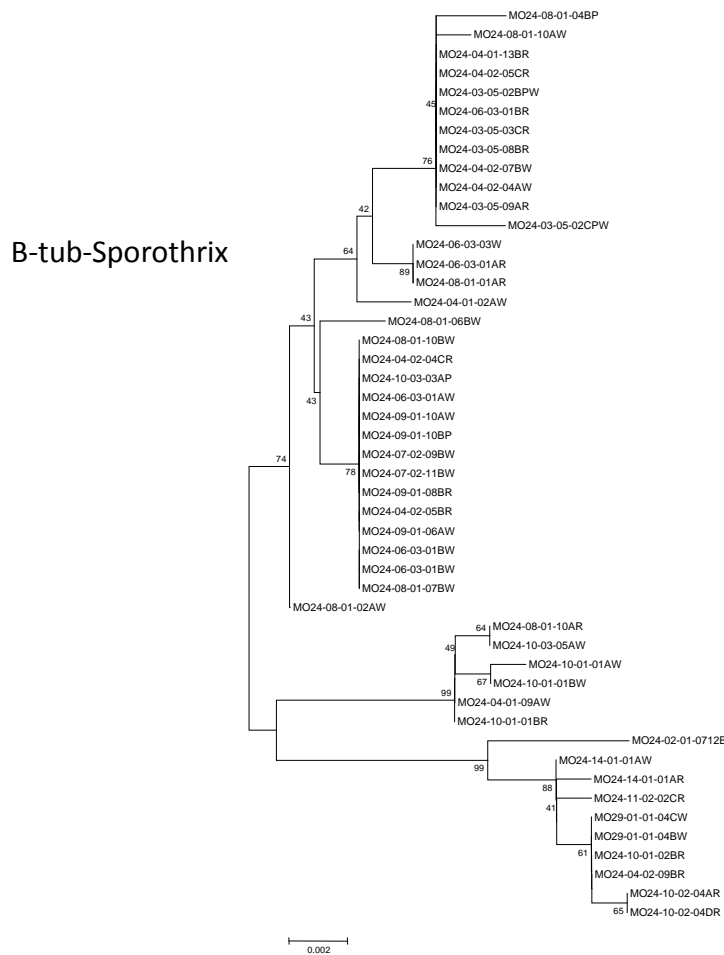 MO24-08-01-04BP
MO24-08-01-10AW
MO24-04-01-13BR
MO24-04-02-05CR
MO24-03-05-02BPW
45
MO24-06-03-01BR
MO24-03-05-03CR
MO24-03-05-08BR
76
MO24-04-02-07BW
MO24-04-02-04AW
MO24-03-05-09AR
42
MO24-03-05-02CPW
B-tub-Sporothrix
MO24-06-03-03W
64
MO24-06-03-01AR
89
MO24-08-01-01AR
MO24-04-01-02AW
43
MO24-08-01-06BW
MO24-08-01-10BW
MO24-04-02-04CR
MO24-10-03-03AP
43
MO24-06-03-01AW
MO24-09-01-10AW
MO24-09-01-10BP
74
MO24-07-02-09BW
78
MO24-07-02-11BW
MO24-09-01-08BR
MO24-04-02-05BR
MO24-09-01-06AW
MO24-06-03-01BW
MO24-06-03-01BW
MO24-08-01-07BW
MO24-08-01-02AW
64
MO24-08-01-10AR
49
MO24-10-03-05AW
MO24-10-01-01AW
67
MO24-10-01-01BW
99
MO24-04-01-09AW
MO24-10-01-01BR
MO24-02-01-0712
99
MO24-14-01-01AW
88
MO24-14-01-01AR
MO24-11-02-02CR
41
MO29-01-01-04CW
MO29-01-01-04BW
61
MO24-10-01-02BR
MO24-04-02-09BR
MO24-10-02-04AR
65
MO24-10-02-04DR
0.002